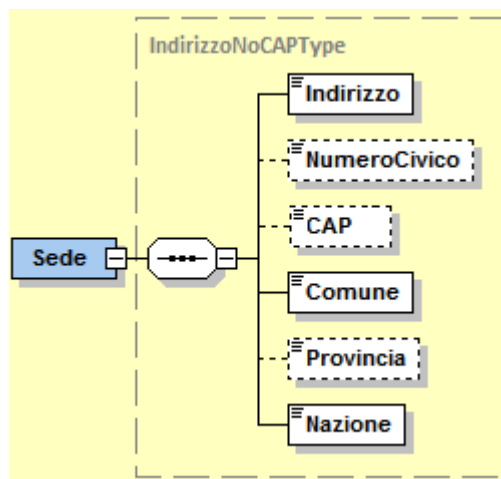 IndirizzoNoCAPType
Indirizzo
NumeroCivico
CAP
Sede
Comune
Provincia
Nazione